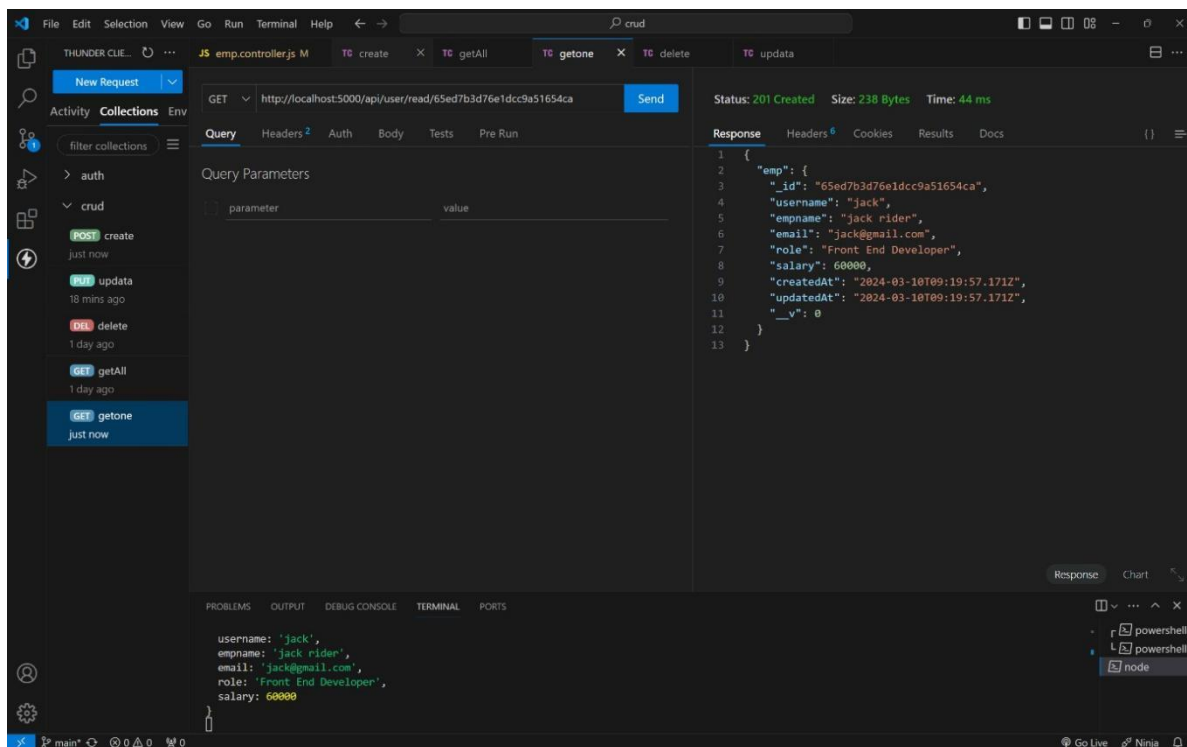 File Edit Selection View Go Run Terminal Help ← → crud
THUNDER CLIE... ···
JS emp.controller.js M TC create × TC getAll TC getone × TC delete TC updata
New Request
Activity Collections Env
filter collections
auth
crud
POST create
just now
PUT updata
18 mins ago
DEL delete
1 day ago
GET getAll
1 day ago
GET getone
just now
GET http://localhost:5000/api/user/read/65ed7b3d76e1dcc9a51654ca Send
Query Headers 2 Auth Body Tests Pre Run
Query Parameters
parameter value
Status: 201 Created Size: 238 Bytes Time: 44 ms
Response Headers 6 Cookies Results Docs {}
1 {
2 "emp": {
3 "_id": "65ed7b3d76e1dcc9a51654ca",
4 "username": "jack",
5 "empname": "jack rider",
6 "email": "jack@gmail.com",
7 "role": "Front End Developer",
8 "salary": 60000,
9 "createdAt": "2024-03-10T09:19:57.171Z",
10 "updatedAt": "2024-03-10T09:19:57.171Z",
11 "__v": 0
12 }
13 }
Response Chart
PROBLEMS OUTPUT DEBUG CONSOLE TERMINAL PORTS
username: 'jack',
empname: 'jack rider',
email: 'jack@gmail.com',
role: 'Front End Developer',
salary: 60000
}
powershell
powershell
node
main* 0 0 0
Go Live Ninja